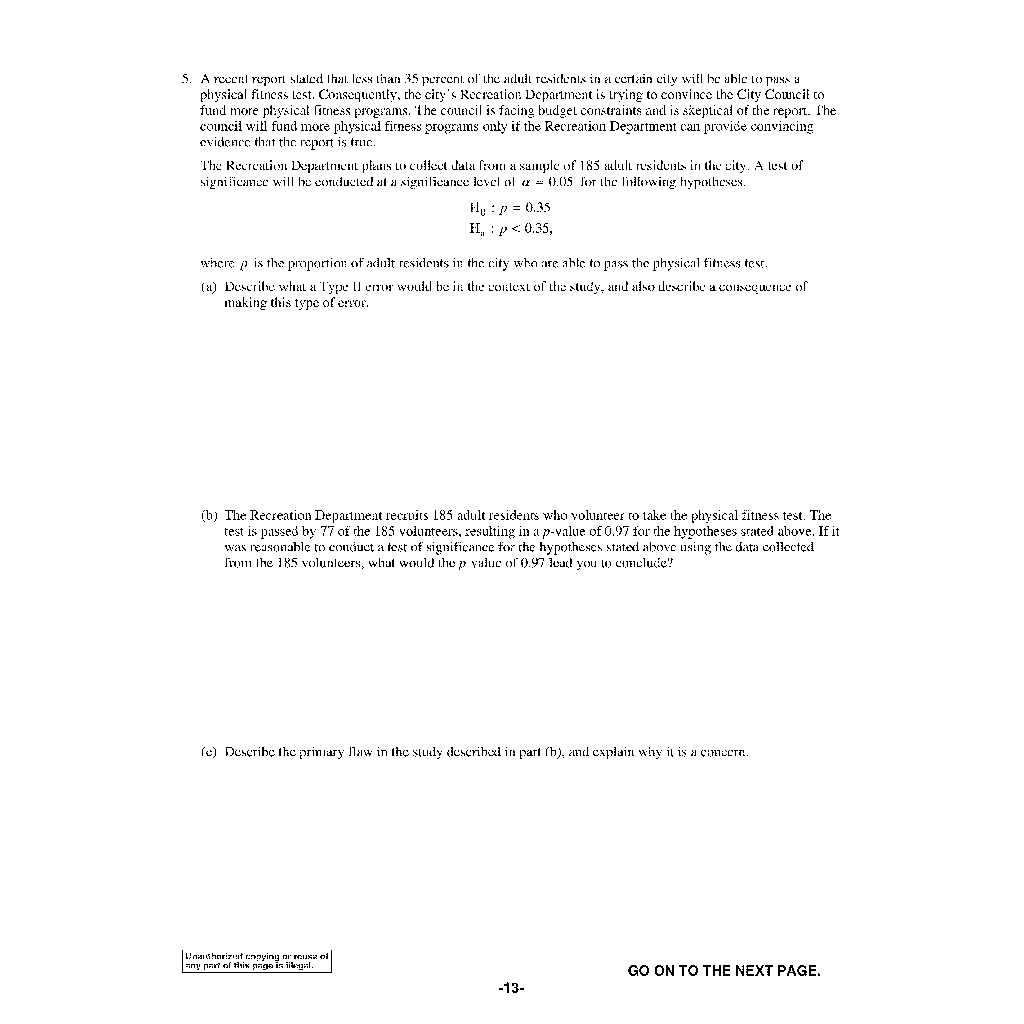 5. A recent report stated that less than 35 percent of the adult residents in a certain city will be able to pass a
physical fitness test. Consequently, the city's Recreation Department is trying to convince the City Council to
fund more physical fitness programs. The council is facing budget constraints and is skeptical of the report. The
council will fund more physical fitness programs only if the Recreation Department can provide convincing
evidence that the report is true.
The Recreation Department plans to collect data from a sample of 185 adult residents in the city. A test of
significance will be conducted at a significance level of α = 0.05 for the following hypotheses.
H₀ : p = 0.35
Hₐ : p < 0.35,
where p is the proportion of adult residents in the city who are able to pass the physical fitness test.
(a) Describe what a Type II error would be in the context of the study, and also describe a consequence of
making this type of error.
(b) The Recreation Department recruits 185 adult residents who volunteer to take the physical fitness test. The
test is passed by 77 of the 185 volunteers, resulting in a p-value of 0.97 for the hypotheses stated above. If it
was reasonable to conduct a test of significance for the hypotheses stated above using the data collected
from the 185 volunteers, what would the p-value of 0.97 lead you to conclude?
(c) Describe the primary flaw in the study described in part (b), and explain why it is a concern.
Unauthorized copying or reuse of
any part of this page is illegal.
GO ON TO THE NEXT PAGE.
-13-